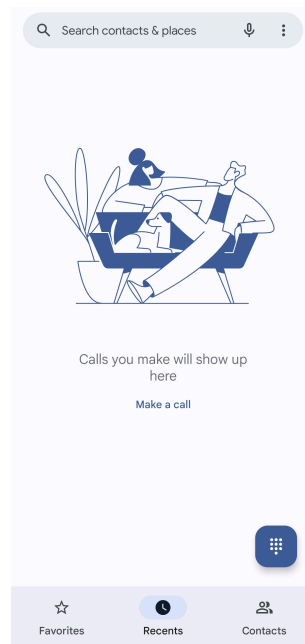 Search contacts & places
Calls you make will show up
here
Make a call
Favorites
Recents
Contacts